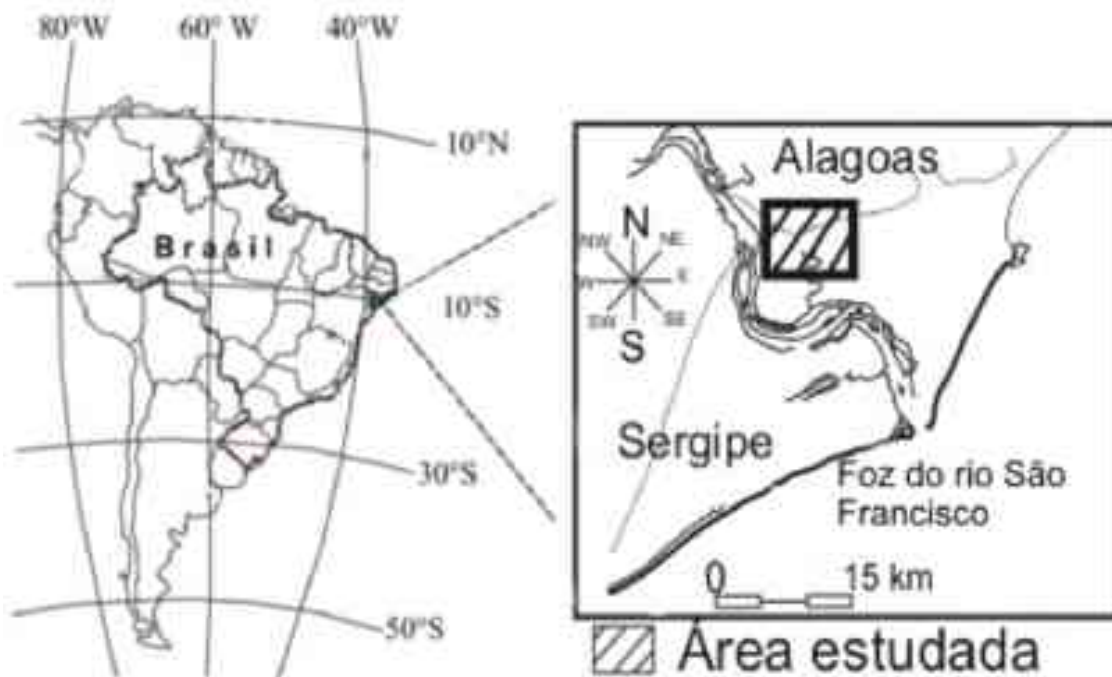 80°W 60° W 40°W
10°N
Brasil
10°S
30°S
50°S
Alagoas
N
NW NE
W E
SW SE
S
Sergipe
Foz do rio São
Francisco
0 15 km
Área estudada